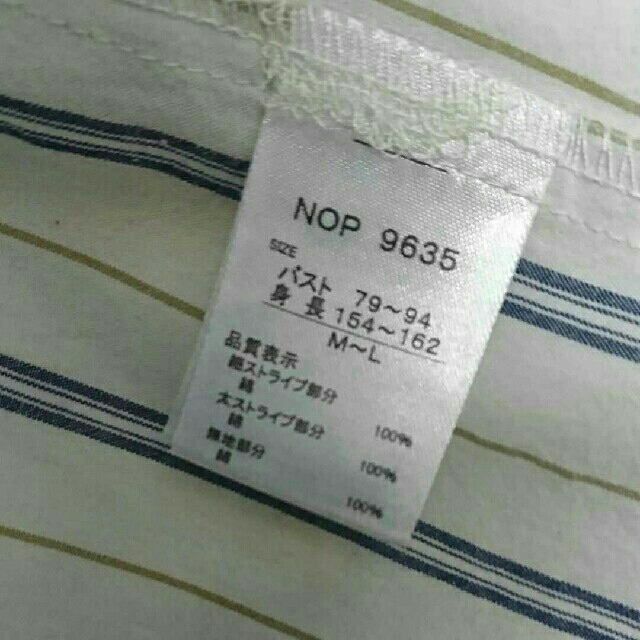 NOP 9635
SIZE
バスト 79〜94
身長 154〜162
M〜L
品質表示
細ストライプ部分
綿 100%
太ストライプ部分
綿 100%
無地部分
綿 100%